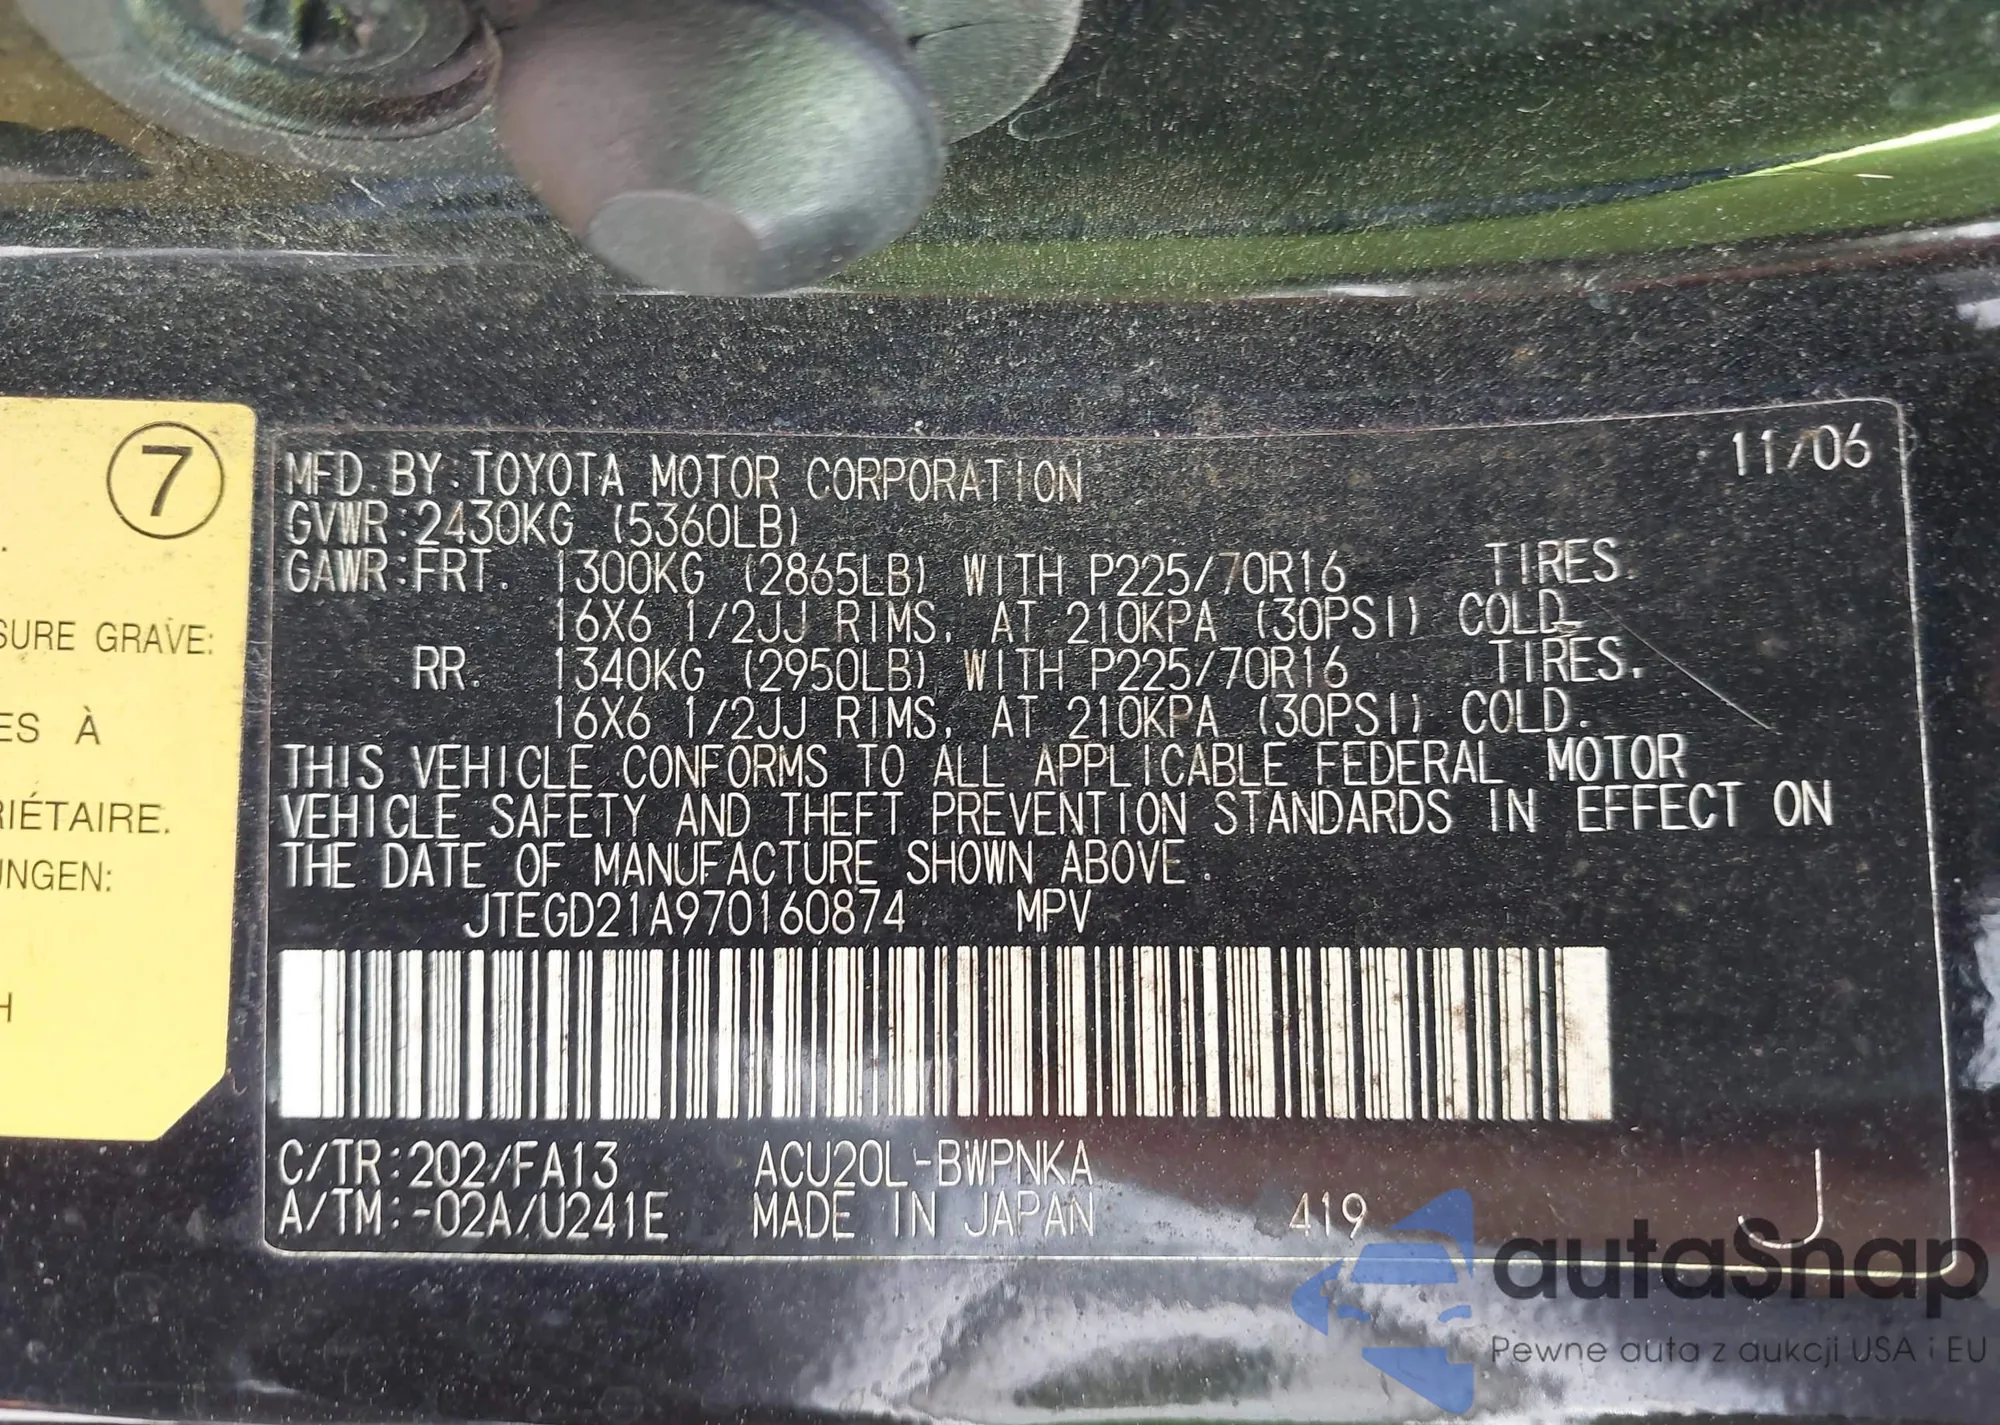 7
SURE GRAVE:
ES À
RIÉTAIRE.
UNGEN:
H
11/06
MFD. BY:TOYOTA MOTOR CORPORATION
GVWR:2430KG (5360LB)
GAWR:FRT. 1300KG (2865LB) WITH P225/70R16 TIRES.
16X6 1/2JJ RIMS, AT 210KPA (30PSI) COLD.
RR. 1340KG (2950LB) WITH P225/70R16 TIRES.
16X6 1/2JJ RIMS, AT 210KPA (30PSI) COLD.
THIS VEHICLE CONFORMS TO ALL APPLICABLE FEDERAL MOTOR
VEHICLE SAFETY AND THEFT PREVENTION STANDARDS IN EFFECT ON
THE DATE OF MANUFACTURE SHOWN ABOVE.
JTEGD21A970160874 MPV
C/TR:202/FA13 ACU20L-BWPNKA
A/TM:-02A/U241E MADE IN JAPAN 419 J
autaSnap
Pewne auta z aukcji USA i EU